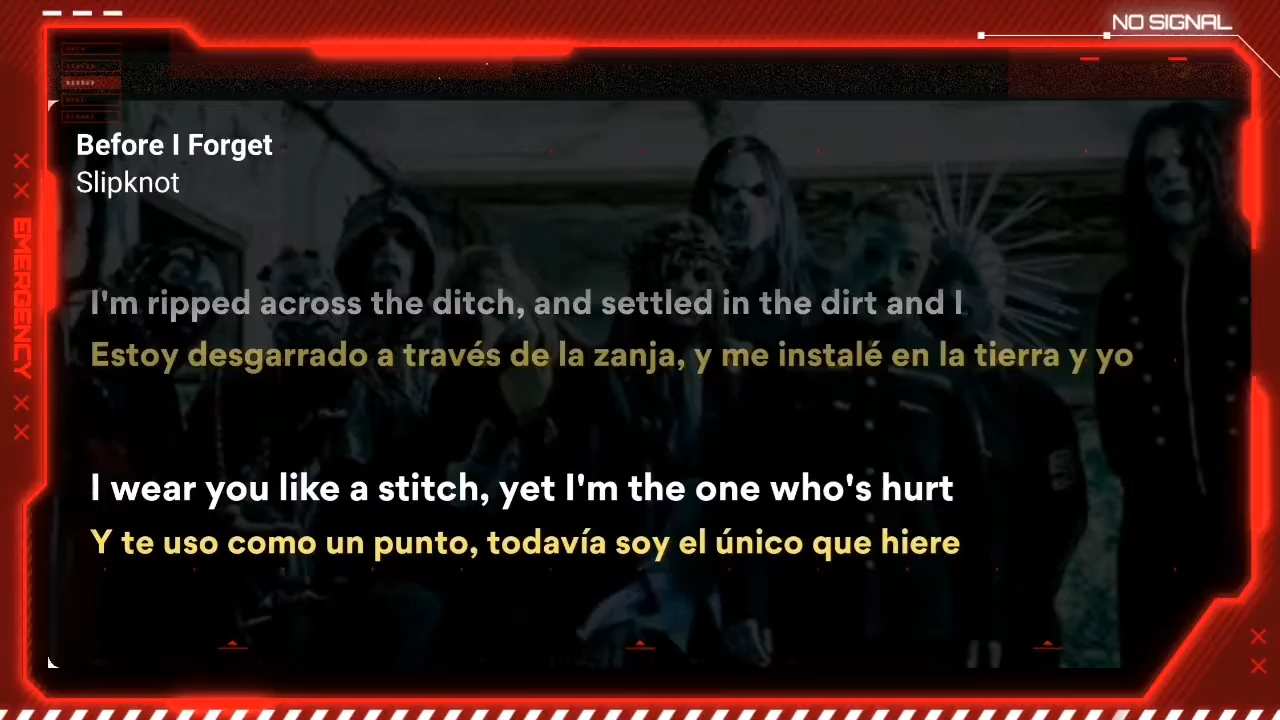 NO SIGNAL
Before I Forget
Slipknot
EMERGENCY
I'm ripped across the ditch, and settled in the dirt and I
Estoy desgarrado a través de la zanja, y me instalé en la tierra y yo
I wear you like a stitch, yet I'm the one who's hurt
Y te uso como un punto, todavía soy el único que hiere